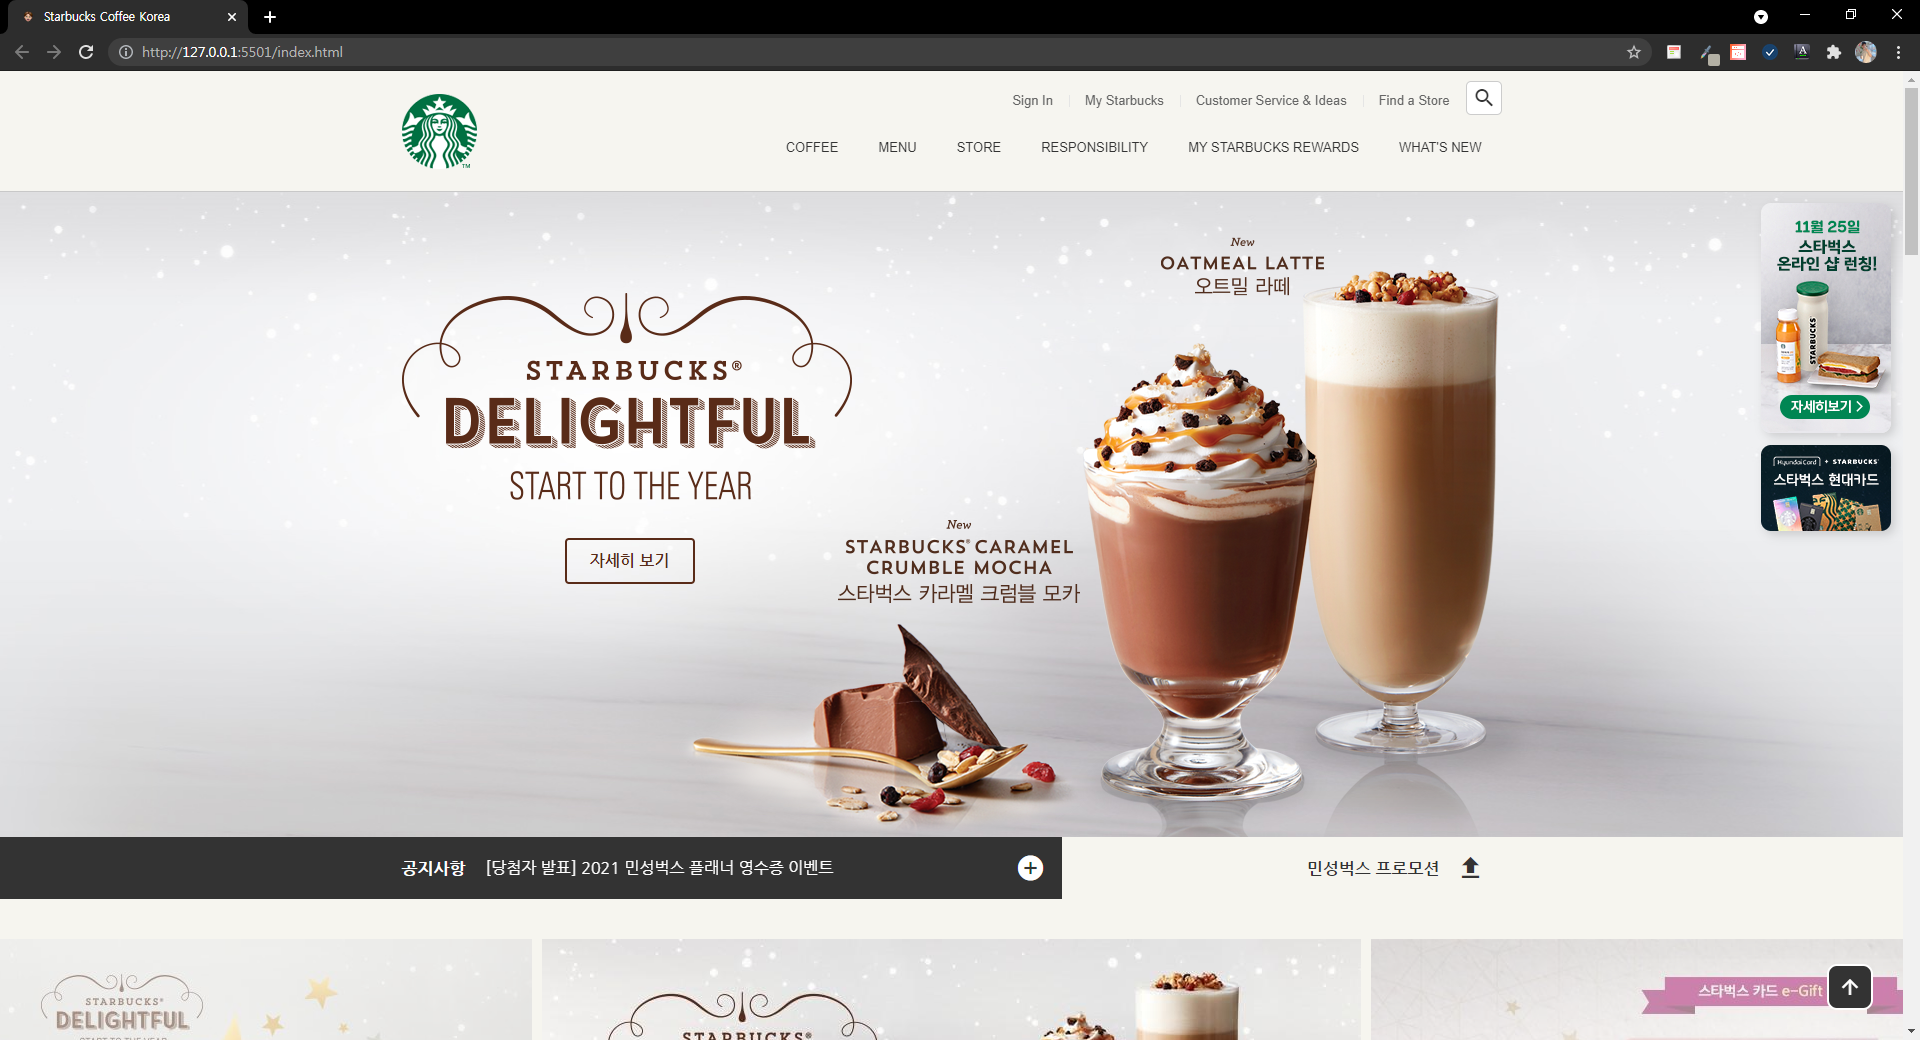 Starbucks Coffee Korea
http://127.0.0.1:5501/index.html
Sign In
My Starbucks
Customer Service & Ideas
Find a Store
COFFEE
MENU
STORE
RESPONSIBILITY
MY STARBUCKS REWARDS
WHAT'S NEW
TM
STARBUCKS®
DELIGHTFUL
START TO THE YEAR
자세히 보기
New
OATMEAL LATTE
오트밀 라떼
New
STARBUCKS® CARAMEL
CRUMBLE MOCHA
스타벅스 카라멜 크럼블 모카
11월 25일
스타벅스
온라인 샵 런칭!
STARBUCKS
자세히보기
HyundaiCard + STARBUCKS
스타벅스 현대카드
공지사항
[당첨자 발표] 2021 민성벅스 플래너 영수증 이벤트
민성벅스 프로모션
STARBUCKS®
DELIGHTFUL
START TO THE YEAR
STARBUCKS®
스타벅스 카드 e-Gift